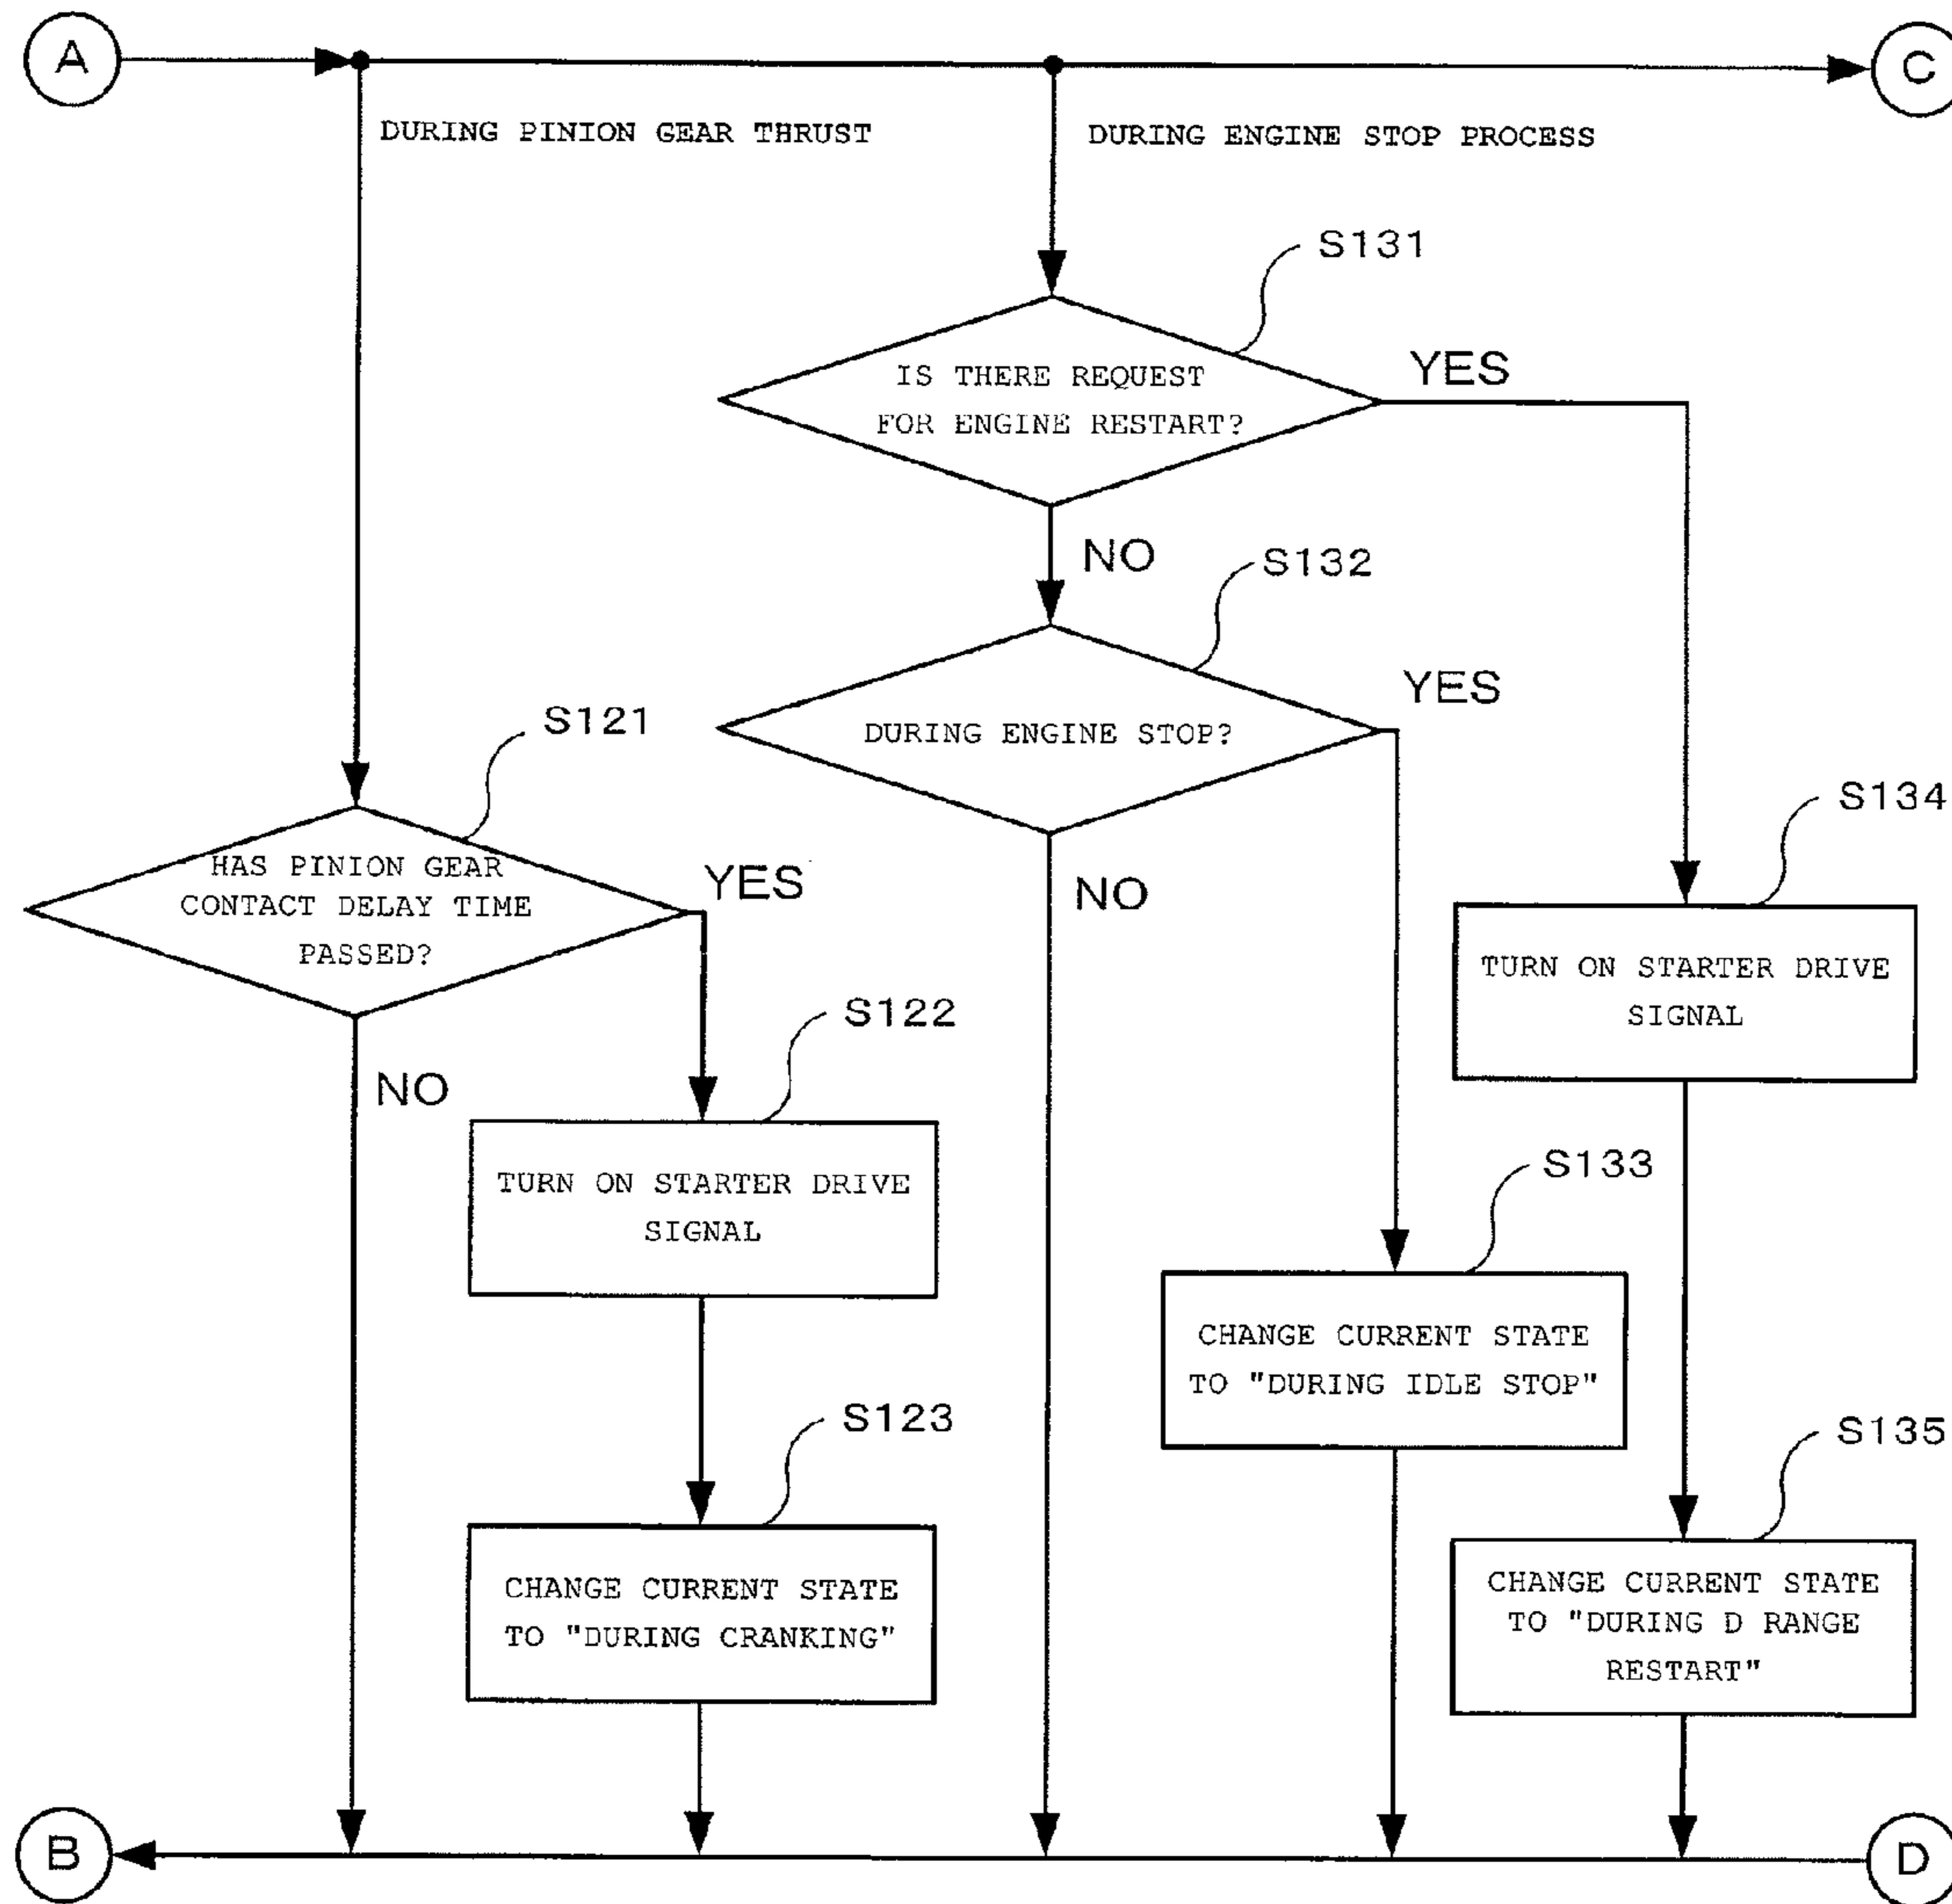 A
C
DURING PINION GEAR THRUST
DURING ENGINE STOP PROCESS
S131
IS THERE REQUEST
FOR ENGINE RESTART?
YES
NO
S132
DURING ENGINE STOP?
YES
NO
S121
HAS PINION GEAR
CONTACT DELAY TIME
PASSED?
YES
NO
S134
TURN ON STARTER DRIVE
SIGNAL
S122
TURN ON STARTER DRIVE
SIGNAL
S133
CHANGE CURRENT STATE
TO "DURING IDLE STOP"
S123
CHANGE CURRENT STATE
TO "DURING CRANKING"
S135
CHANGE CURRENT STATE
TO "DURING D RANGE
RESTART"
B
D